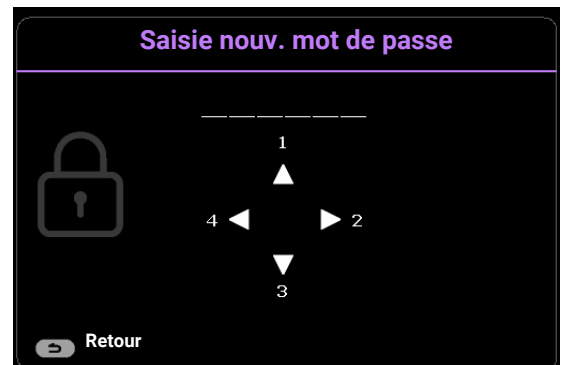 Saisie nouv. mot de passe
_ _ _ _ _ _
1
4 2
3
Retour